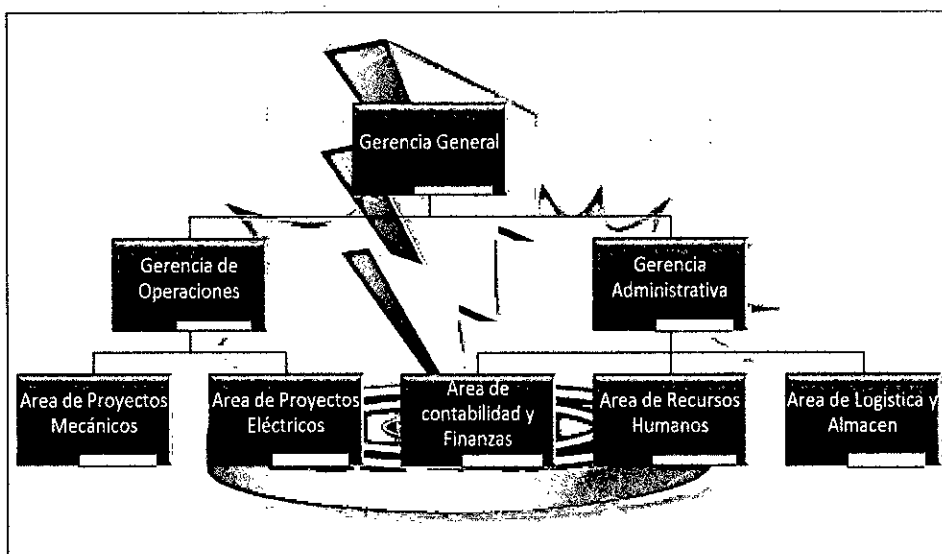 Gerencia General
Gerencia de
Operaciones
Gerencia
Administrativa
Area de Proyectos
Mecánicos
Area de Proyectos
Eléctricos
Area de
contabilidad y
Finanzas
Area de Recursos
Humanos
Area de Logistica y
Almacen